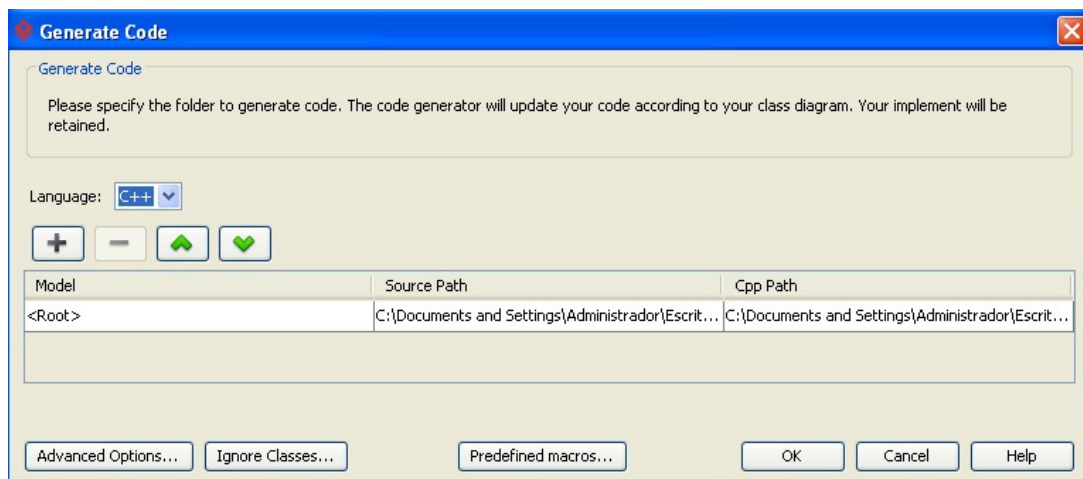 Generate Code
Generate Code
Please specify the folder to generate code. The code generator will update your code according to your class diagram. Your implement will be
retained.
Language: C++
Model Source Path Cpp Path
<Root> C:\Documents and Settings\Administrador\Escrit... C:\Documents and Settings\Administrador\Escrit...
Advanced Options... Ignore Classes... Predefined macros... OK Cancel Help